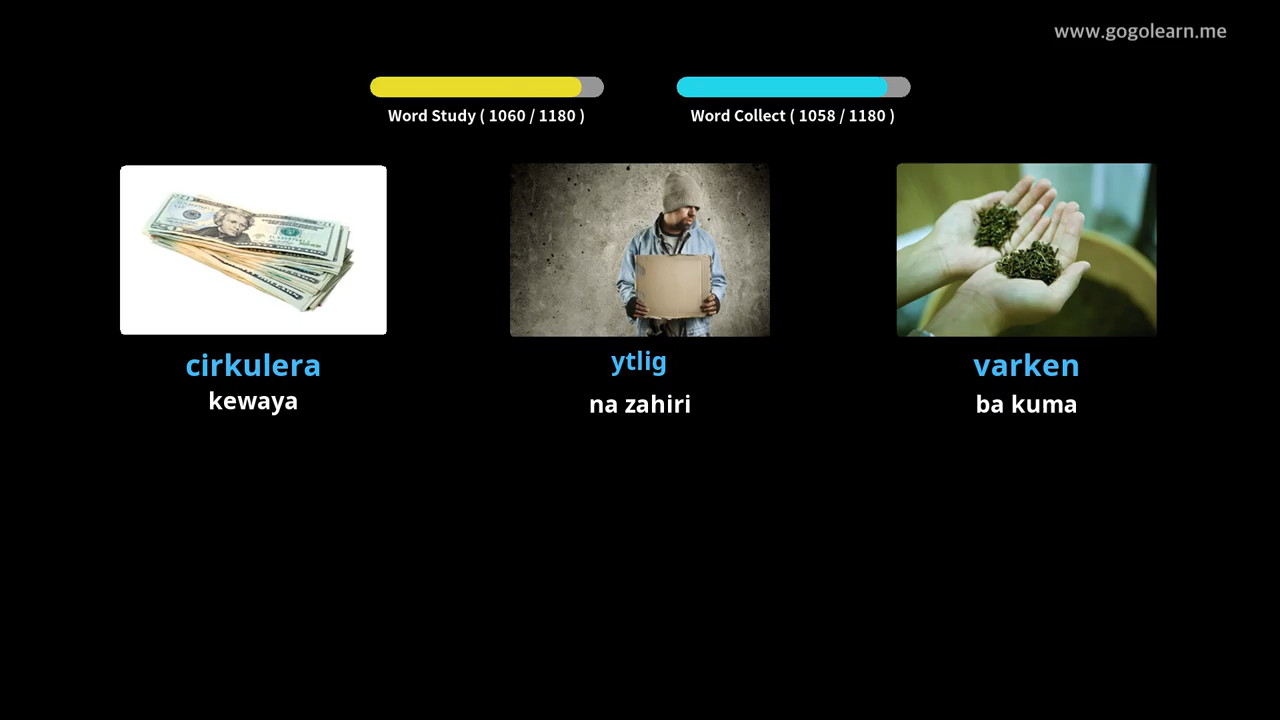 www.gogolearn.me
Word Study ( 1060 / 1180 )
Word Collect ( 1058 / 1180 )
cirkulera
kewaya
ytlig
na zahiri
varken
ba kuma